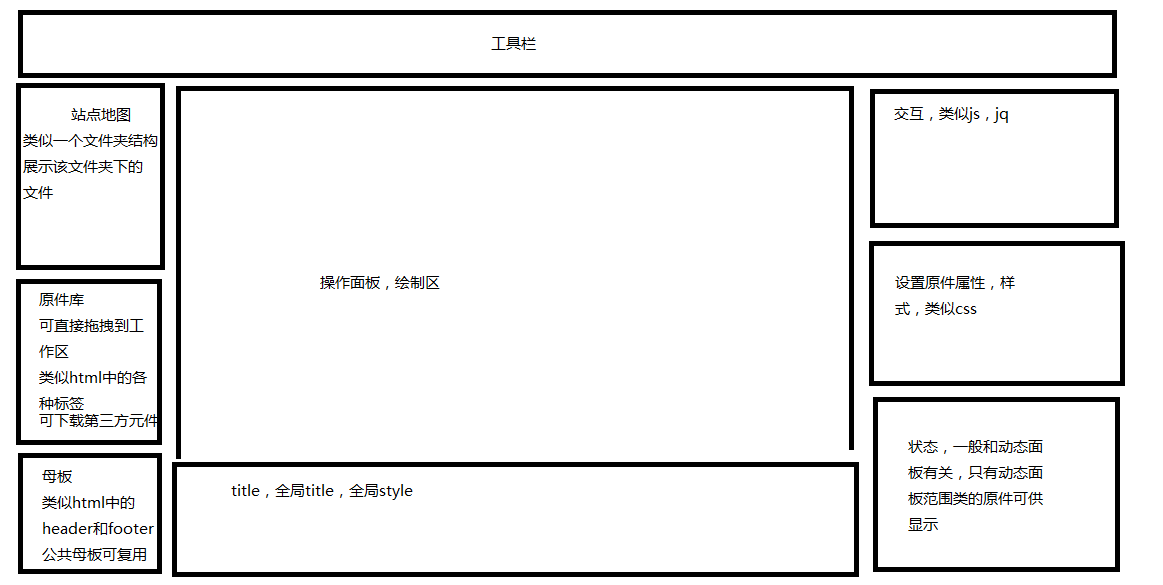 工具栏
站点地图
类似一个文件夹结构
展示该文件夹下的
文件
原件库
可直接拖拽到工
作区
类似html中的各
种标签
可下载第三方元件
母板
类似html中的
header和footer
公共母板可复用
操作面板，绘制区
title，全局title，全局style
交互，类似js，jq
设置原件属性，样
式，类似css
状态，一般和动态面
板有关，只有动态面
板范围类的原件可供
显示